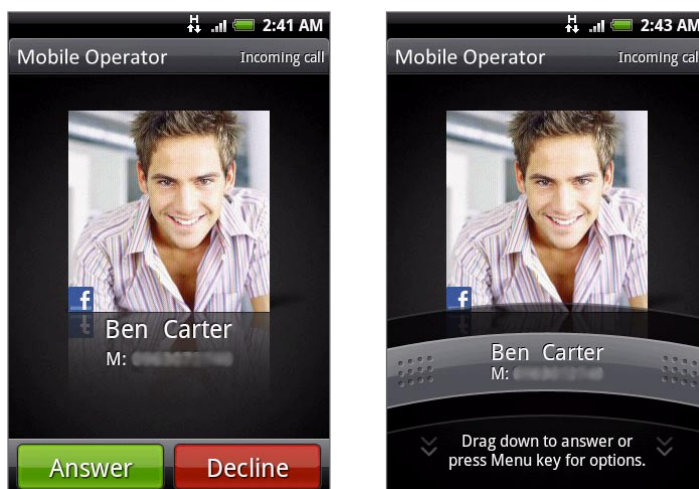 H 2:41 AM
Mobile Operator Incoming call
f
Ben Carter
M:
Answer Decline
H 2:43 AM
Mobile Operator Incoming cal
f
Ben Carter
M:
Drag down to answer or
press Menu key for options.